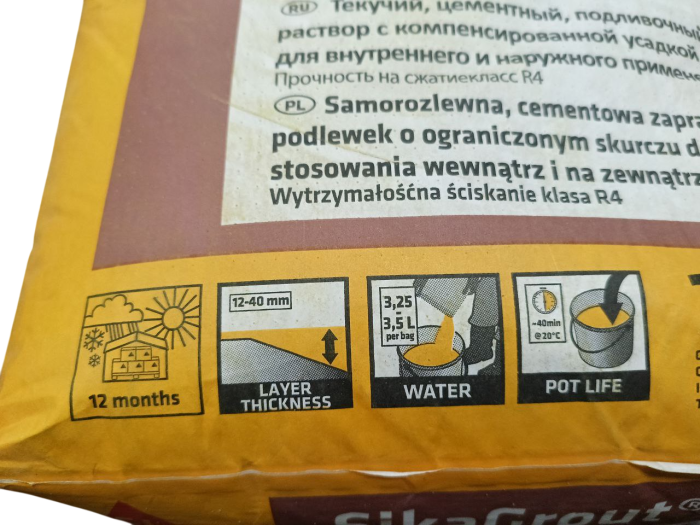 RU Текучий, цементный, подливочный
раствор с компенсированной усадкой
для внутреннего и наружного
Прочность на сжатиекласс R4
PL Samorozlewna, cementowa
podlewek o ograniczonym skurczu
stosowania wewnątrz i na zewnątrz
Wytrzymałośćna ściskanie klasa R4
12 months
12-40 mm
LAYER
THICKNESS
3,25
-
3,5 L
per bag
WATER
~40min
@20°C
POT LIFE
SikaGrout®